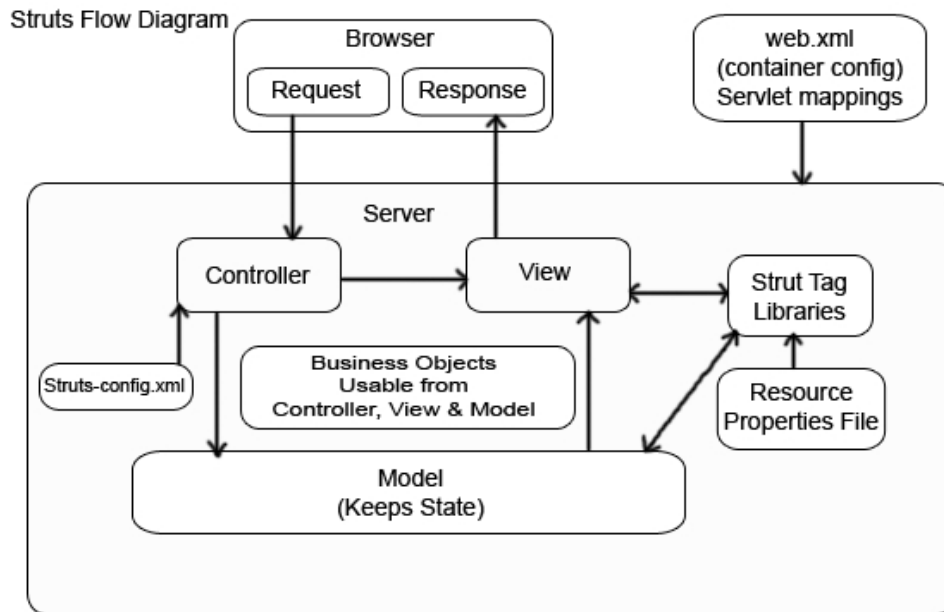 Struts Flow Diagram
Browser
Request
Response
web.xml
(container config)
Servlet mappings
Server
Controller
View
Strut Tag
Libraries
Struts-config.xml
Business Objects
Usable from
Controller, View & Model
Resource
Properties File
Model
(Keeps State)